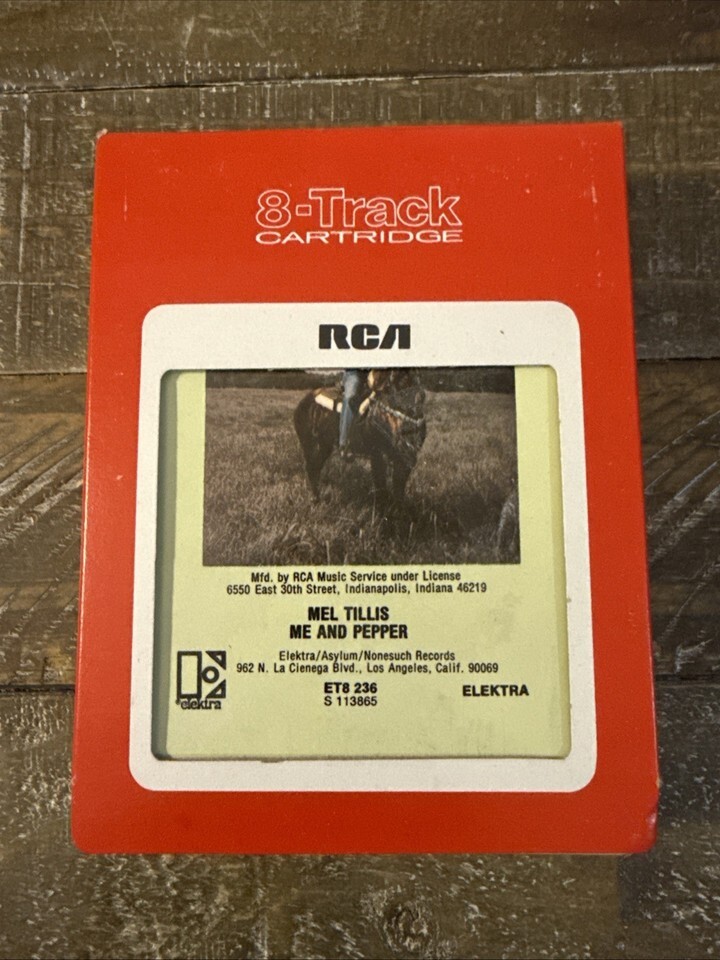 8-Track
CARTRIDGE
RCA
Mfd. by RCA Music Service under License
6550 East 30th Street, Indianapolis, Indiana 46219
MEL TILLIS
ME AND PEPPER
Elektra/Asylum/Nonesuch Records
962 N. La Cienega Blvd., Los Angeles, Calif. 90069
elektra
ET8 236
ELEKTRA
S 113865